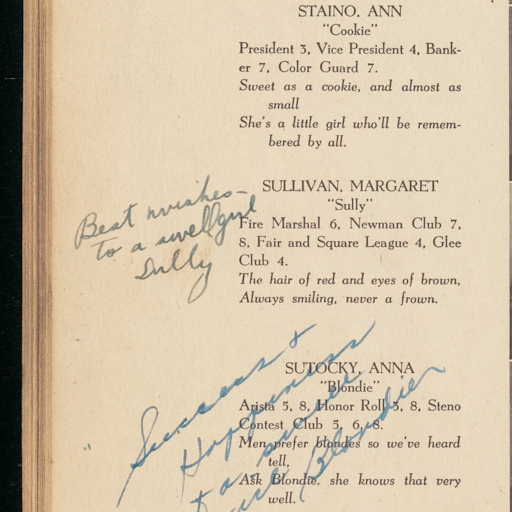 STAINO, ANN
"Cookie"
President 3, Vice President 4, Bank-
er 7, Color Guard 7.
Sweet as a cookie, and almost as
small
She's a little girl who'll be remem-
bered by all.
SULLIVAN, MARGARET
"Sully"
Fire Marshal 6, Newman Club 7,
8, Fair and Square League 4, Glee
Club 4.
The hair of red and eyes of brown,
Always smiling, never a frown.
Best wishes—
To a swell girl
Sully
SUTOCKY, ANNA
"Blondie"
Arista 5, 8, Honor Roll 5, 8, Steno
Contest Club 5, 6, 8.
Men prefer blondes so we've heard
tell,
Ask Blondie, she knows that very
well.
Success &
Happiness
to a